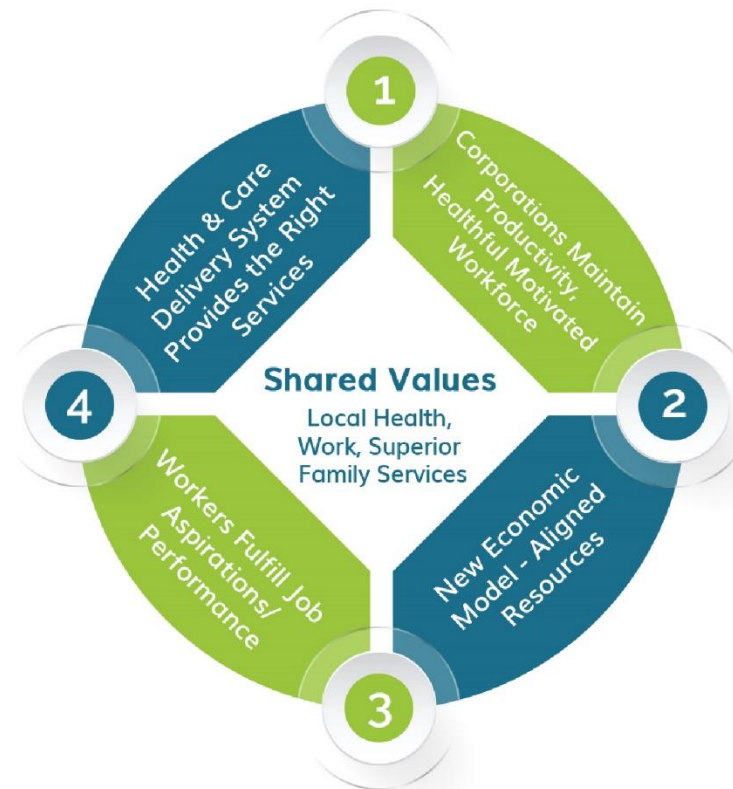 1
Corporations Maintain
Productivity,
Healthful Motivated
Workforce
2
New Economic
Model - Aligned
Resources
3
Workers Fulfill Job
Aspirations/
Performance
4
Health & Care
Delivery System
Provides the Right
Services
Shared Values
Local Health,
Work, Superior
Family Services